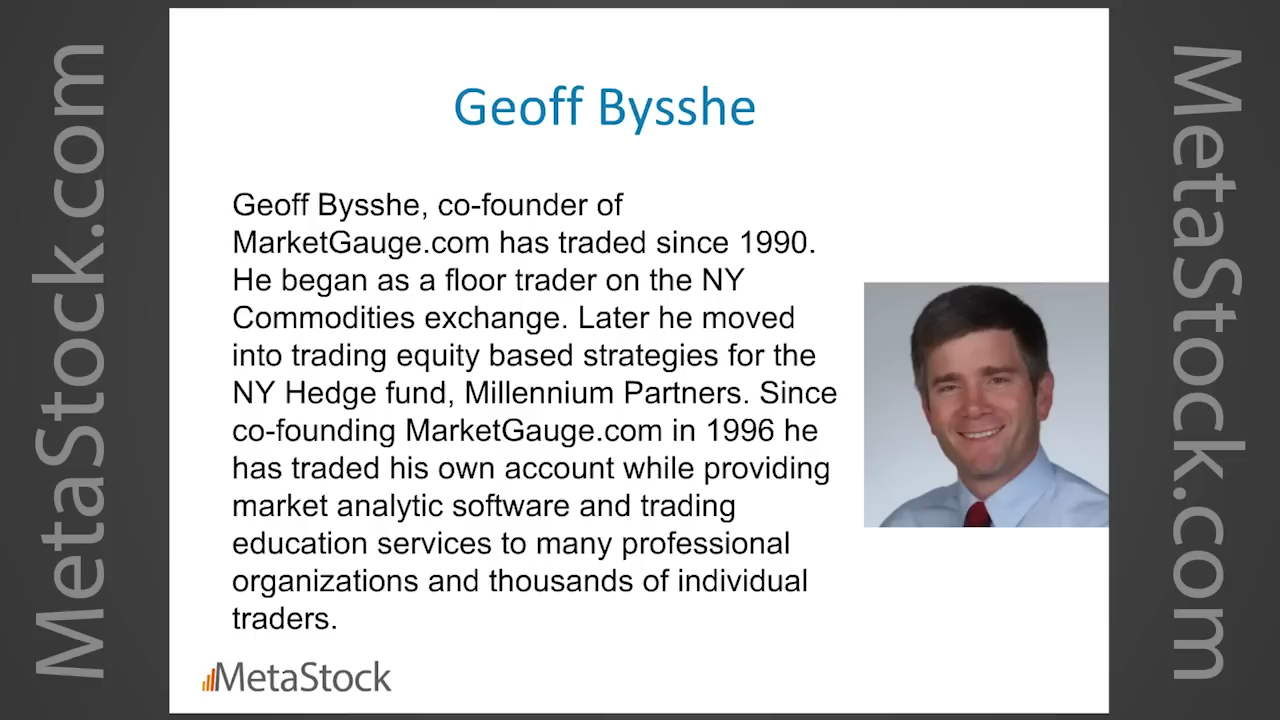 MetaStock.com
Geoff Bysshe
Geoff Bysshe, co-founder of
MarketGauge.com has traded since 1990.
He began as a floor trader on the NY
Commodities exchange. Later he moved
into trading equity based strategies for the
NY Hedge fund, Millennium Partners. Since
co-founding MarketGauge.com in 1996 he
has traded his own account while providing
market analytic software and trading
education services to many professional
organizations and thousands of individual
traders.
MetaStock
MetaStock.com